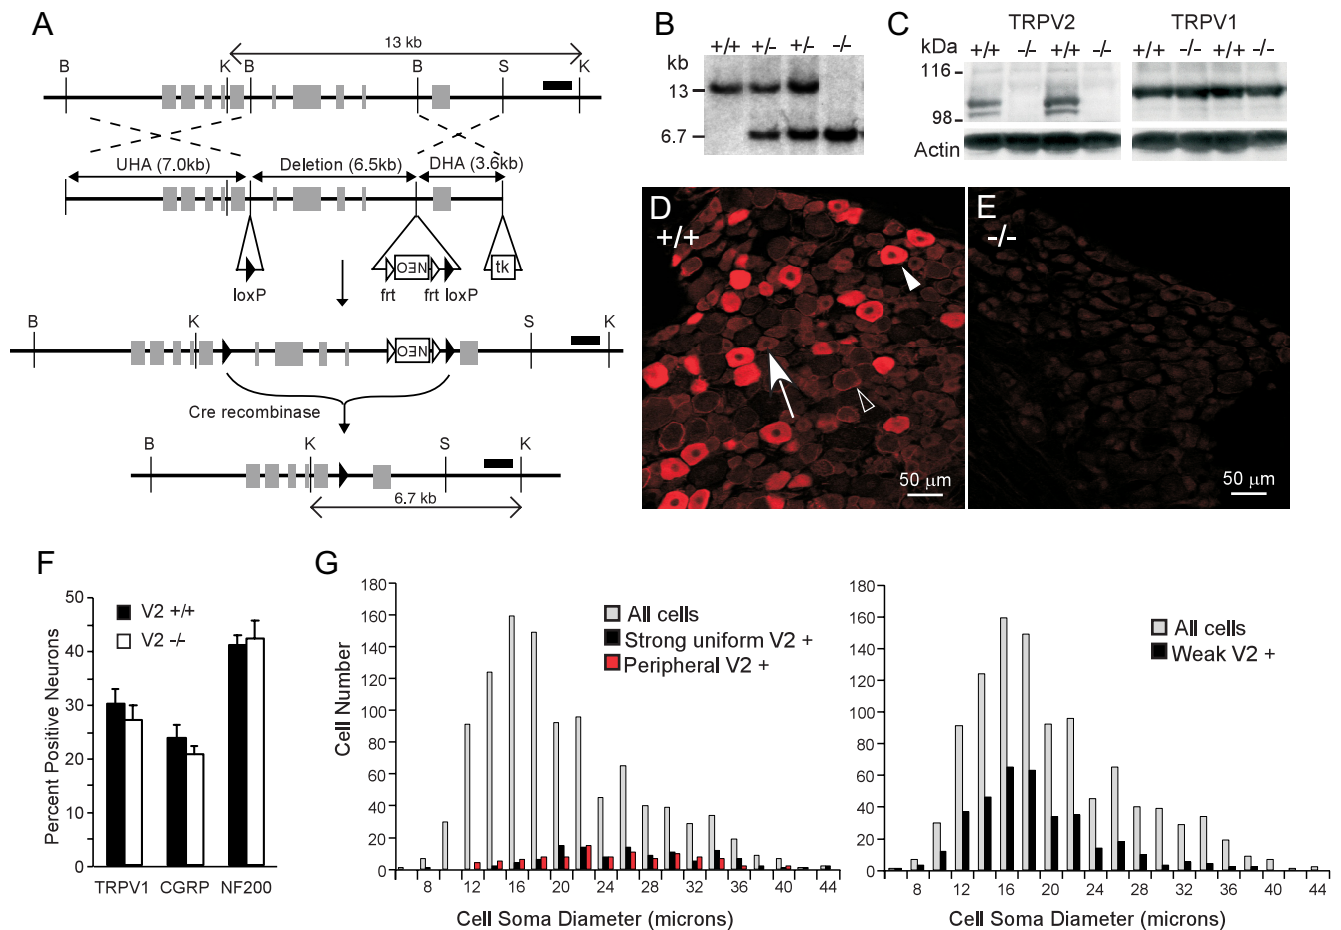 A
13 kb
B K B B S K
UHA (7.0kb) Deletion (6.5kb) DHA (3.6kb)
loxP frt NEO frt loxP tk
B K NEO S K
Cre recombinase
B K S K
6.7 kb
B
+/+ +/- +/- -/-
kb
13
6.7
C
TRPV2 TRPV1
kDa +/+ -/- +/+ -/- +/+ -/- +/+ -/-
116
98
Actin
D
+/+
50 µm
E
-/-
50 µm
F
Percent Positive Neurons
50
40
30
20
10
0
V2 +/+
V2 -/-
TRPV1 CGRP NF200
G
Cell Number
180
160
140
120
100
80
60
40
20
0
All cells
Strong uniform V2 +
Peripheral V2 +
8 12 16 20 24 28 32 36 40 44
Cell Soma Diameter (microns)
180
160
140
120
100
80
60
40
20
0
All cells
Weak V2 +
8 12 16 20 24 28 32 36 40 44
Cell Soma Diameter (microns)